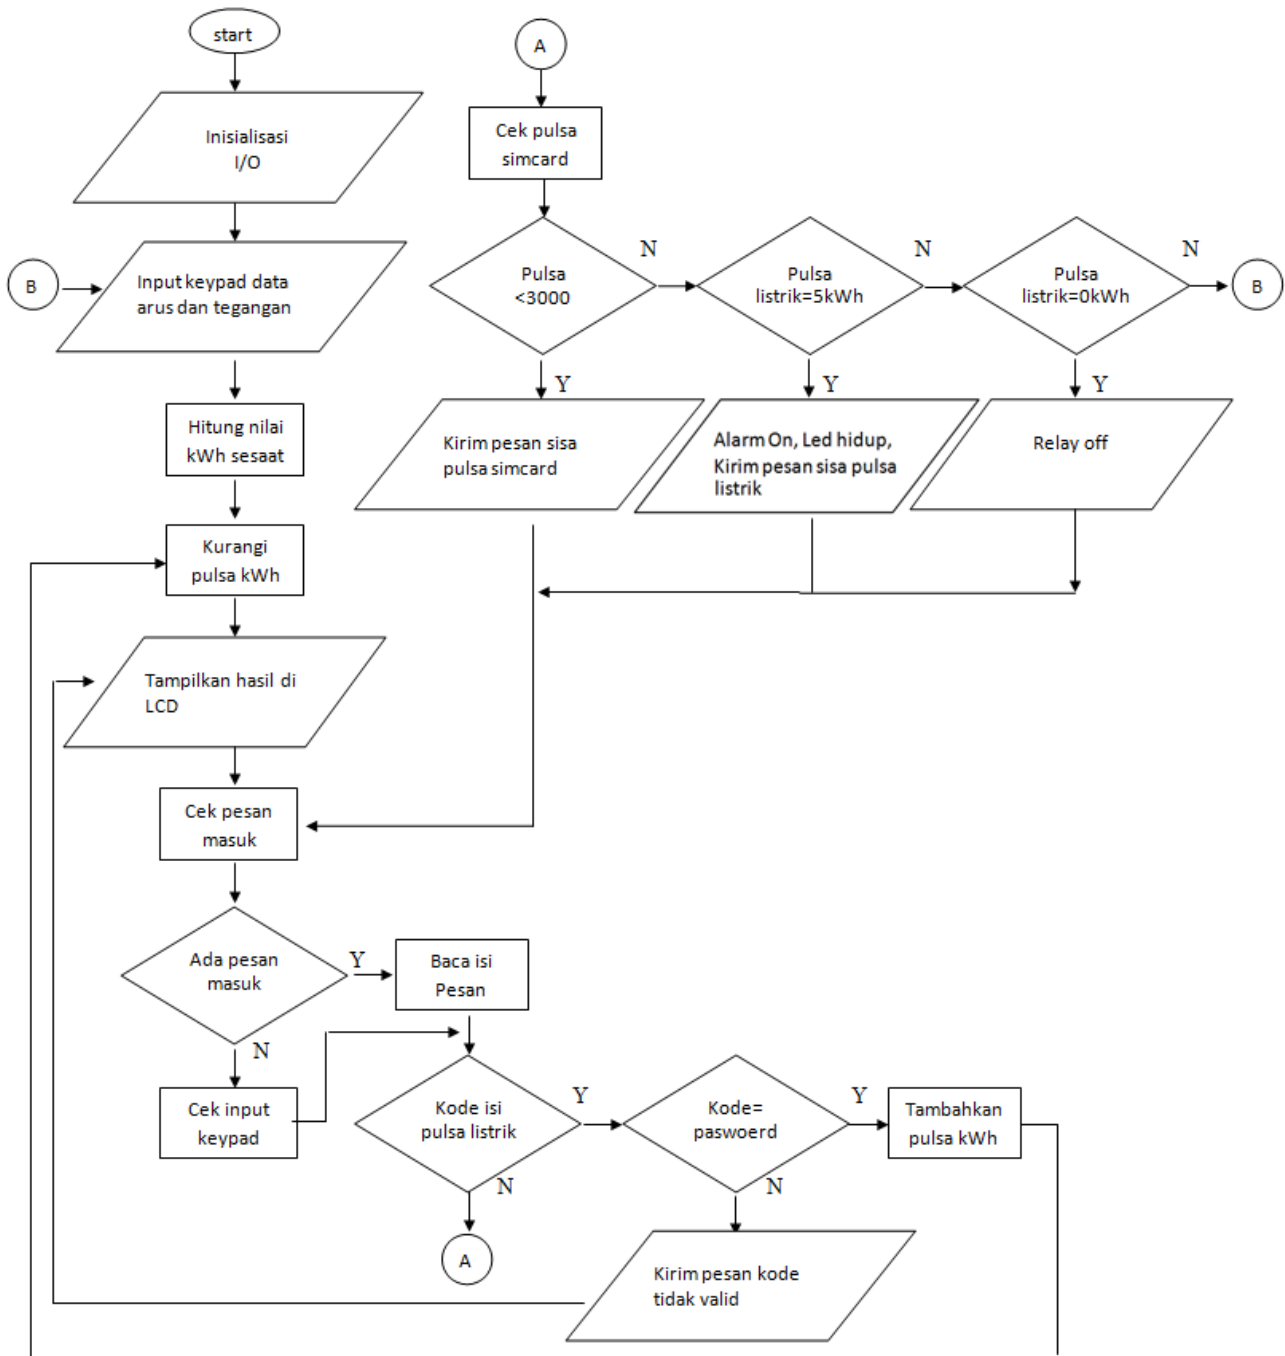 start
Inisialisasi
I/O
B
Input keypad data
arus dan tegangan
Hitung nilai
kWh sesaat
Kurangi
pulsa kWh
Tampilkan hasil di
LCD
Cek pesan
masuk
Ada pesan
masuk
Y
N
Baca isi
Pesan
Cek input
keypad
Kode isi
pulsa listrik
Y
N
A
Kode=
paswoerd
Y
N
Tambahkan
pulsa kWh
Kirim pesan kode
tidak valid
A
Cek pulsa
simcard
Pulsa
<3000
N
Y
Pulsa
listrik=5kWh
N
Y
Pulsa
listrik=0kWh
N
Y
B
Kirim pesan sisa
pulsa simcard
Alarm On, Led hidup,
Kirim pesan sisa pulsa
listrik
Relay off